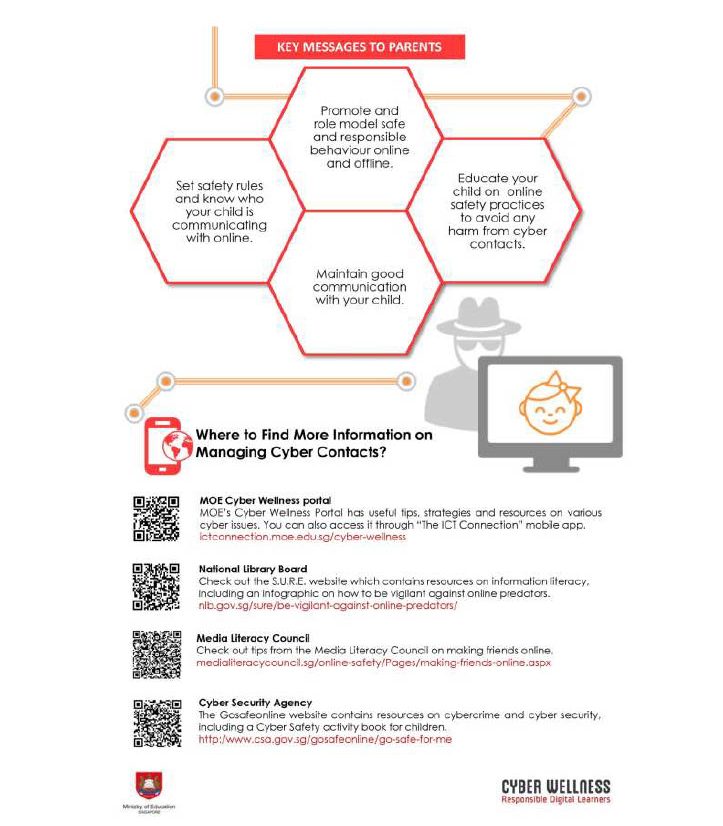 KEY MESSAGES TO PARENTS
Promote and
role model safe
and responsible
behaviour online
and offline.
Set safety rules
and know who
your child is
communicating
with online.
Educate your
child on online
safety practices
to avoid any
harm from cyber
contacts.
Maintain good
communication
with your child.
Where to Find More Information on
Managing Cyber Contacts?
MOE Cyber Wellness portal
MOE's Cyber Wellness Portal has useful tips, strategies and resources on various
cyber issues. You can also access it through "The ICT Connection" mobile app.
ictconnection.moe.edu.sg/cyber-wellness
National Library Board
Check out the S.U.R.E. website which contains resources on information literacy,
including an infographic on how to be vigilant against online predators.
nlb.gov.sg/sure/be-vigilant-against-online-predators/
Media Literacy Council
Check out tips from the Media Literacy Council on making friends online.
medialiteracycouncil.sg/online-safety/Pages/making-friends-online.aspx
Cyber Security Agency
The Gosafeonline website contains resources on cybercrime and cyber security,
including a Cyber Safety activity book for children.
http:/www.csa.gov.sg/gosafeonline/go-safe-for-me
Ministry of Education
SINGAPORE
CYBER WELLNESS
Responsible Digital Learners